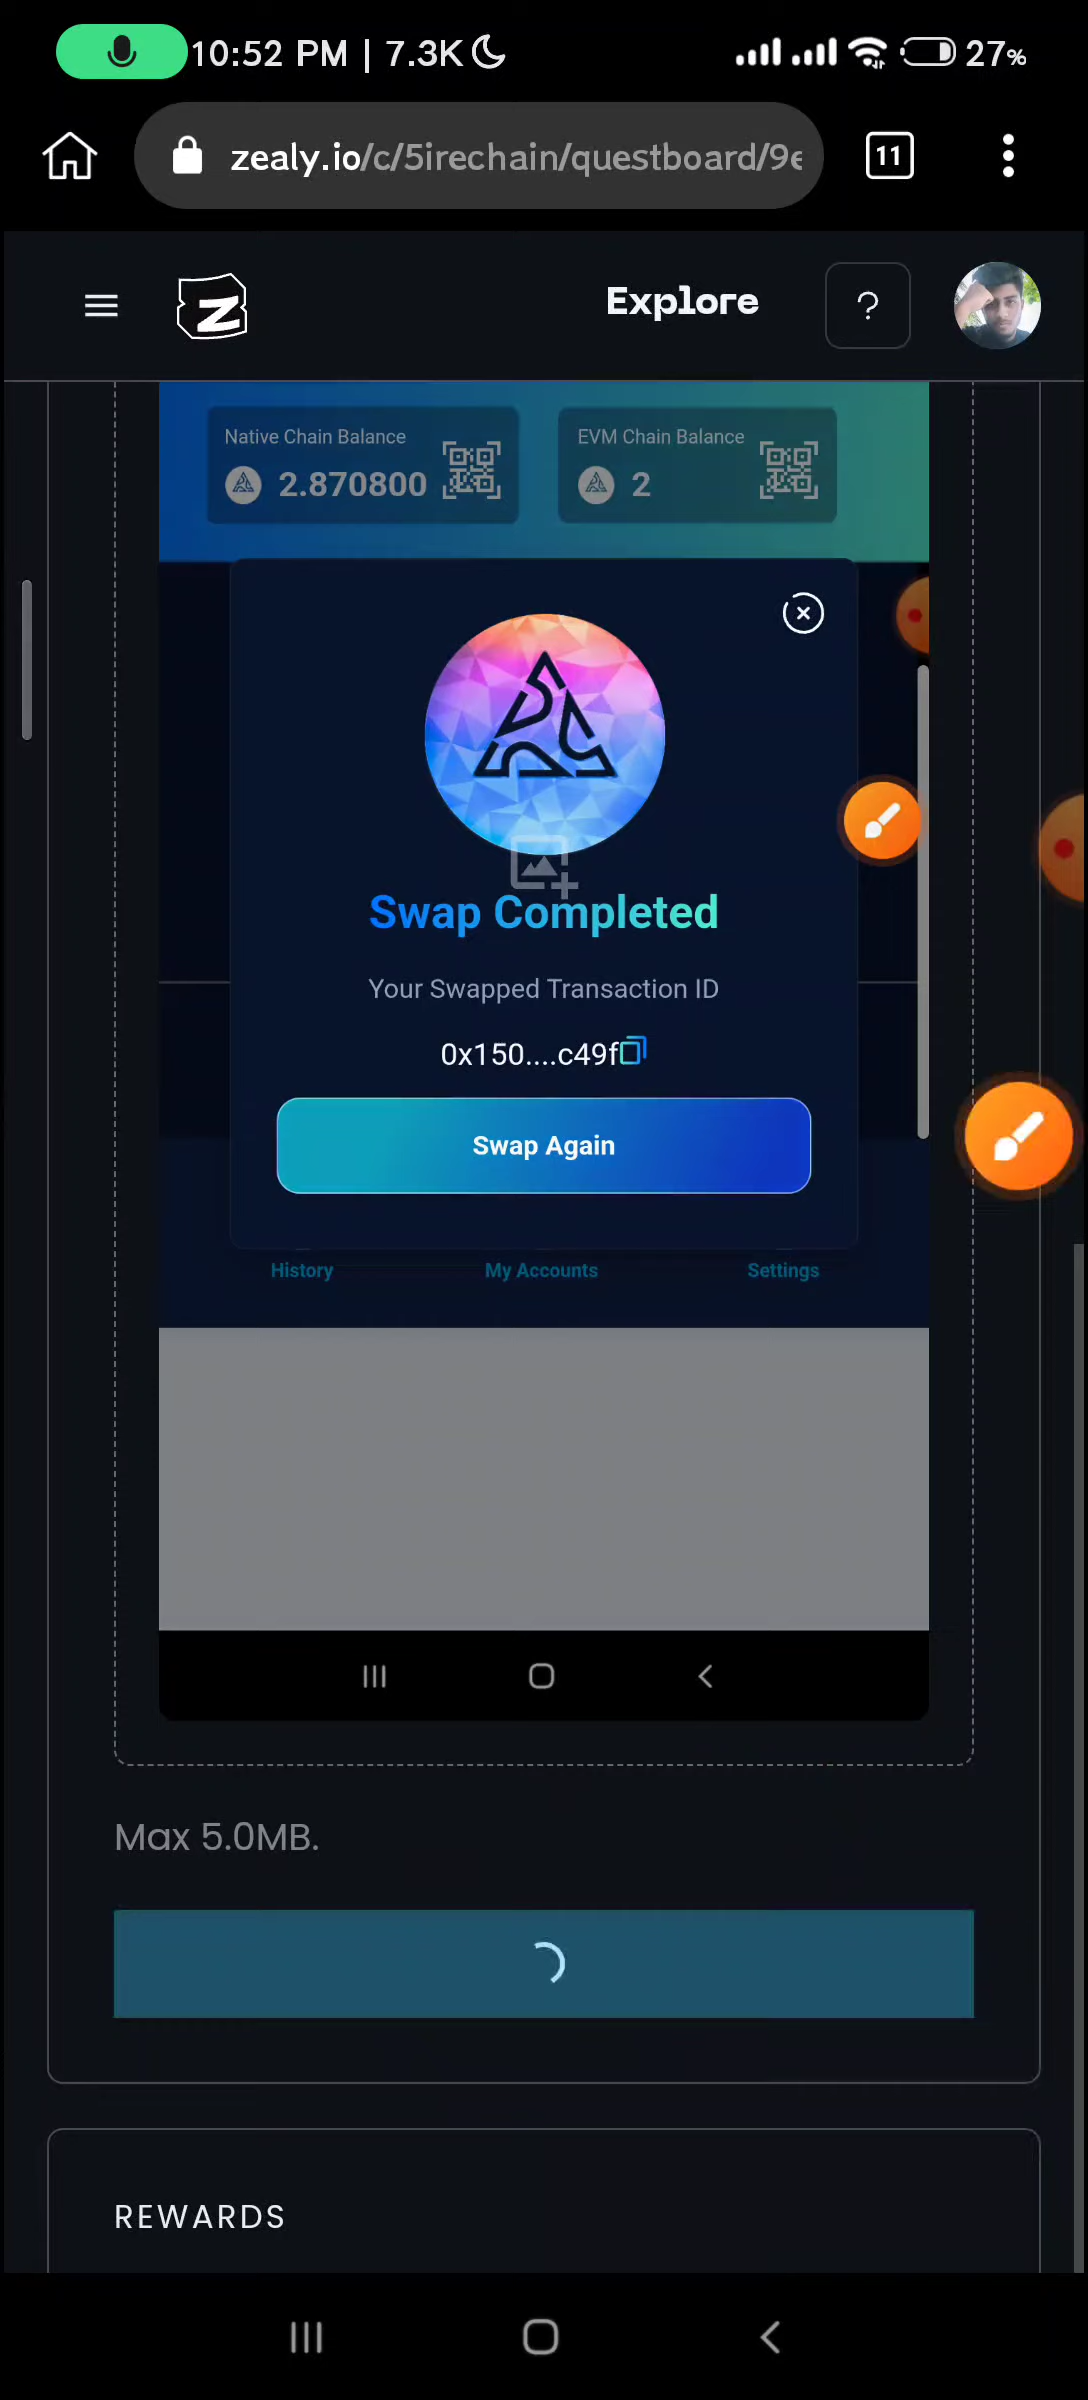 10:52 PM | 7.3K
27%
zealy.io/c/5irechain/questboard/9e
11
Explore
?
Native Chain Balance
2.870800
EVM Chain Balance
2
Swap Completed
Your Swapped Transaction ID
0x150....c49f
Swap Again
History
My Accounts
Settings
Max 5.0MB.
REWARDS